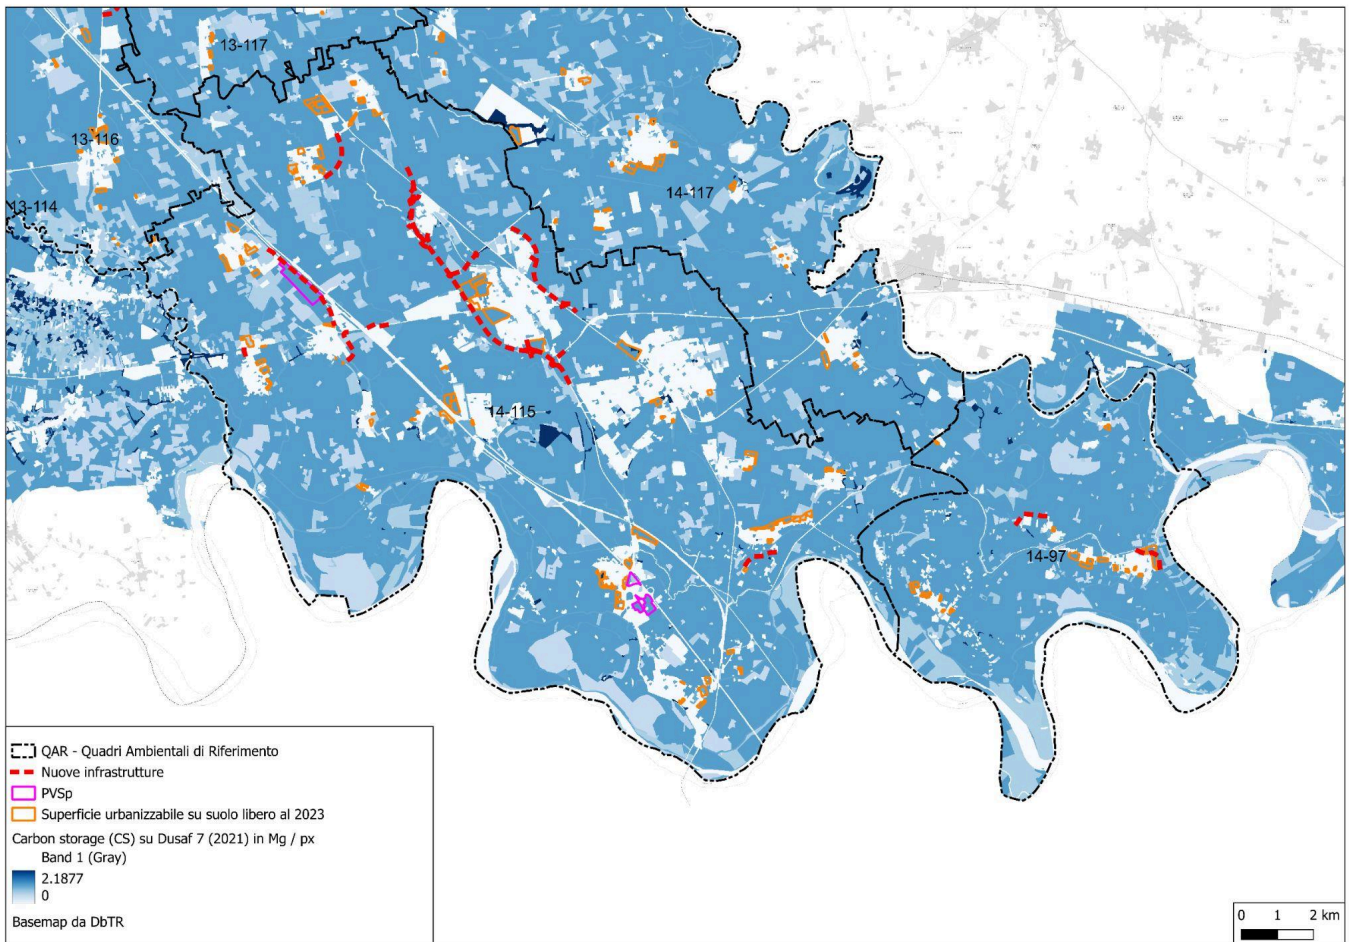 13-117
13-116
14-117
13-114
14-115
14-97
QAR - Quadri Ambientali di Riferimento
Nuove infrastrutture
PVSp
Superficie urbanizzabile su suolo libero al 2023
Carbon storage (CS) su Dusaf 7 (2021) in Mg / px
Band 1 (Gray)
2.1877
0
Basemap da DbTR
0 1 2 km